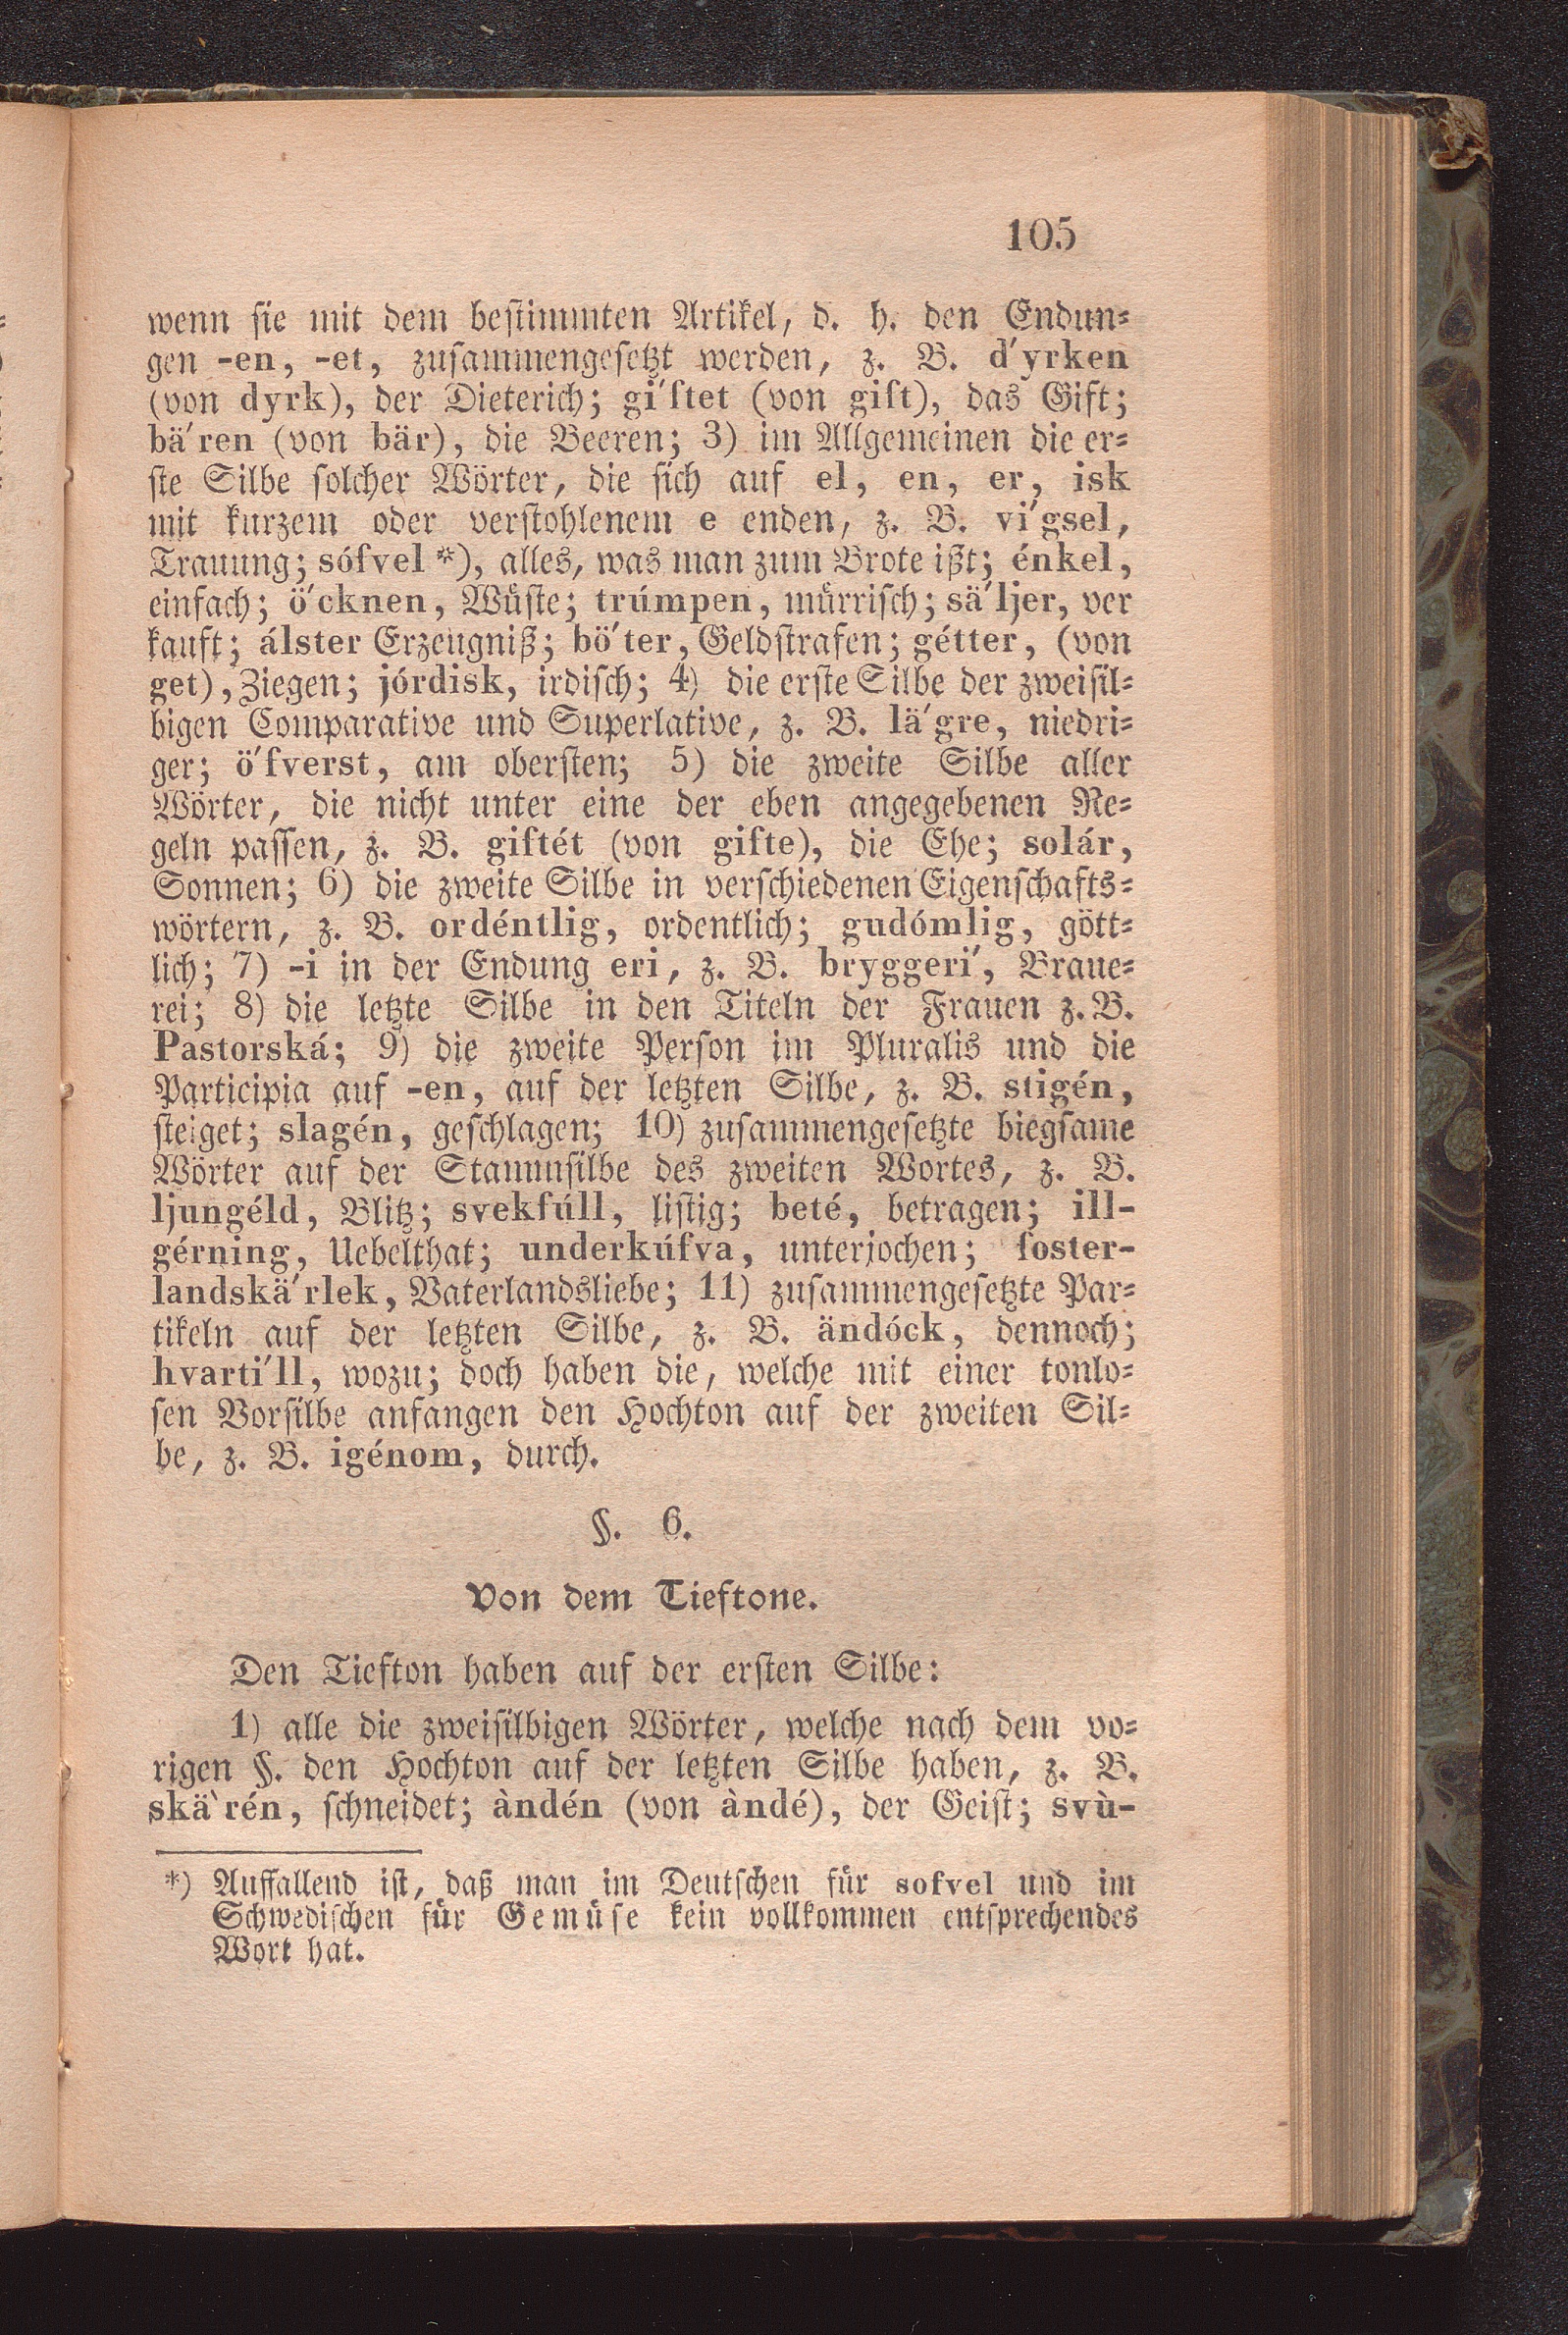 105
wenn sie mit dem bestimmten Artikel, d. h. den Endun=
gen -en, -et, zusammengesetzt werden, z. B. d´yrken
(von dyrk), der Dieterich; gi´ftet (von gift), das Gift;
bä´ren (von bär), die Beeren; 3) im Allgemeinen die er=
ste Silbe solcher Wörter, die sich auf el, en, er, isk
mit kurzem oder verstohlenem e enden, z. B. vi´gsel,
Trauung; sófvel *), alles, was man zum Brote ißt; énkel,
einfach; ö´cknen, Wüste; trúmpen, mürrisch; sä´ljer, ver
kauft; álster Erzeugniß; bö´ter, Geldstrafen; gétter, (von
get), Ziegen; jórdisk, irdisch; 4) die erste Silbe der zweisil=
bigen Comparative und Superlative, z. B. lä´gre, niedri=
ger; ö´fverst, am obersten; 5) die zweite Silbe aller
Wörter, die nicht unter eine der eben angegebenen Re=
geln passen, z. B. giftét (von gifte), die Ehe; solár,
Sonnen; 6) die zweite Silbe in verschiedenen Eigenschafts=
wörtern, z. B. ordéntlig, ordentlich; gudómlig, gött=
lich; 7) -i in der Endung eri, z. B. bryggeri´, Braue=
rei; 8) die letzte Silbe in den Titeln der Frauen z. B.
Pastorská; 9) die zweite Person im Pluralis und die
Participia auf -en, auf der letzten Silbe, z. B. stigén,
steiget; slagén, geschlagen; 10) zusammengesetzte biegsame
Wörter auf der Stammsilbe des zweiten Wortes, z. B.
ljungéld, Blitz; svekfúll, listig; beté, betragen; ill-
gérning, Uebelthat; underkúfva, unterjochen; foster-
landskä´rlek, Vaterlandsliebe; 11) zusammengesetzte Par=
tikeln auf der letzten Silbe, z. B. ändóck, dennoch;
hvarti´ll, wozu; doch haben die, welche mit einer tonlo=
sen Vorsilbe anfangen den Hochton auf der zweiten Sil=
be, z. B. igénom, durch.
§. 6.
Von dem Tieftone.
Den Tiefton haben auf der ersten Silbe:
1) alle die zweisilbigen Wörter, welche nach dem vo=
rigen §. den Hochton auf der letzten Silbe haben, z. B.
skä`rén, schneidet; àndén (von àndé), der Geist; svù-
*) Auffallend ist, daß man im Deutschen für sofvel und im
Schwedischen für Gemüse kein vollkommen entsprechendes
Wort hat.